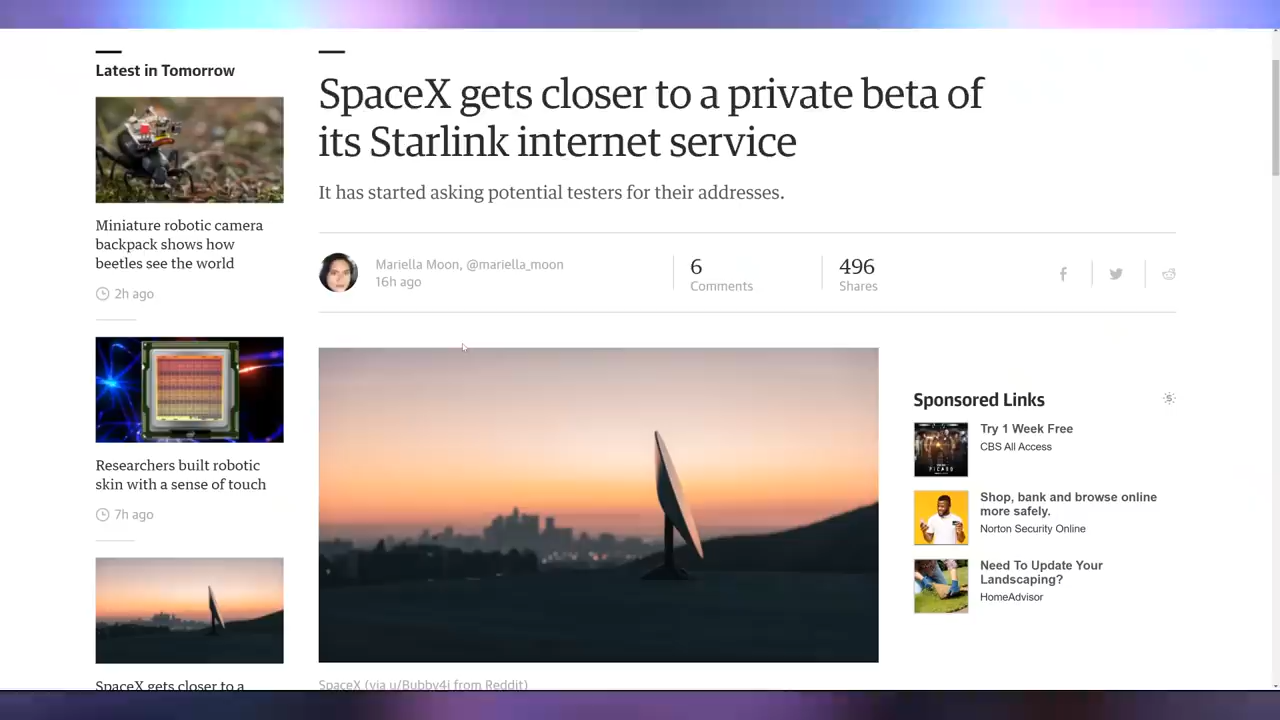 Latest in Tomorrow
Miniature robotic camera
backpack shows how
beetles see the world
2h ago
Researchers built robotic
skin with a sense of touch
7h ago
SpaceX gets closer to a
SpaceX gets closer to a private beta of
its Starlink internet service
It has started asking potential testers for their addresses.
Mariella Moon, @mariella_moon
16h ago
6
Comments
496
Shares
SpaceX (via u/Bubby4j from Reddit)
Sponsored Links
Try 1 Week Free
CBS All Access
PICARD
Shop, bank and browse online
more safely.
Norton Security Online
Need To Update Your
Landscaping?
HomeAdvisor